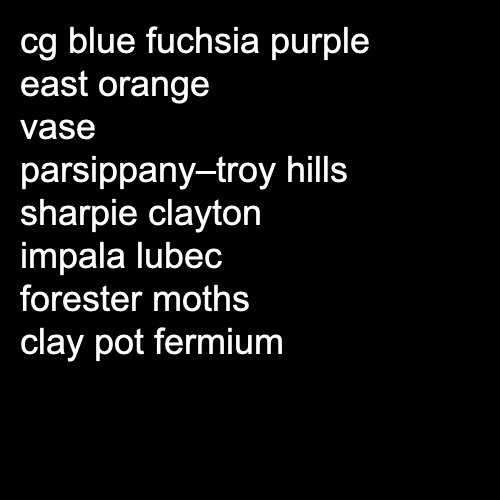 cg blue fuchsia purple
east orange
vase
parsippany–troy hills
sharpie clayton
impala lubec
forester moths
clay pot fermium